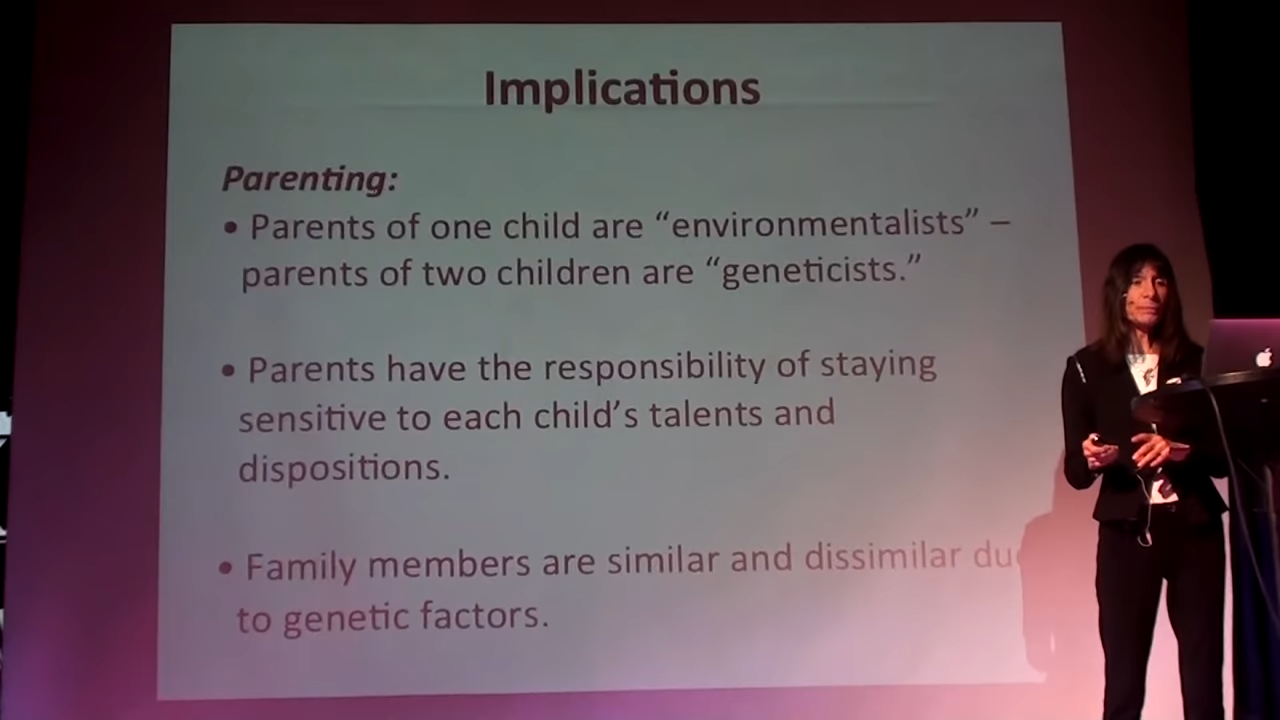 Implications
Parenting:
• Parents of one child are “environmentalists” –
parents of two children are “geneticists.”
• Parents have the responsibility of staying
sensitive to each child’s talents and
dispositions.
• Family members are similar and dissimilar du
to genetic factors.